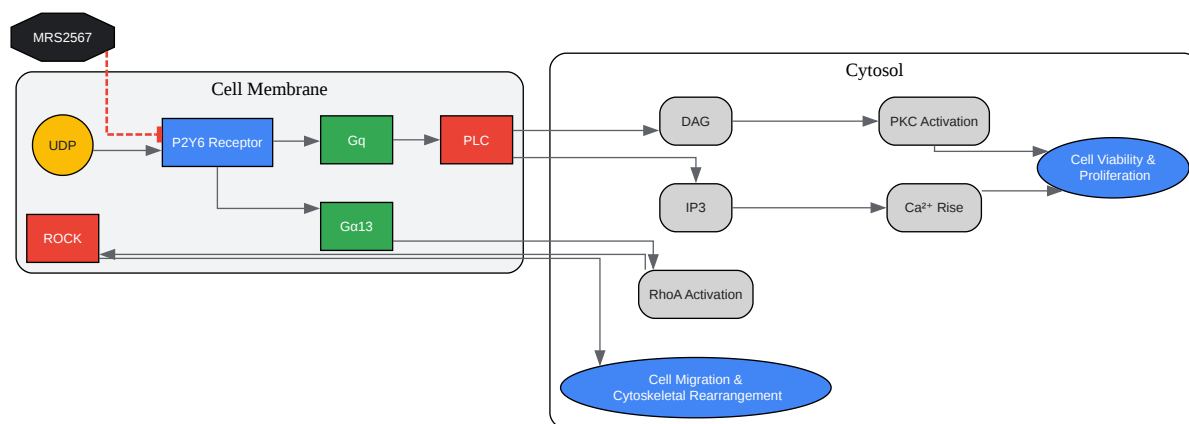 MRS2567
Cell Membrane
UDP
P2Y6 Receptor
Gq
PLC
Gα13
ROCK
Cytosol
DAG
PKC Activation
Cell Viability &
Proliferation
IP3
Ca²⁺ Rise
RhoA Activation
Cell Migration &
Cytoskeletal Rearrangement